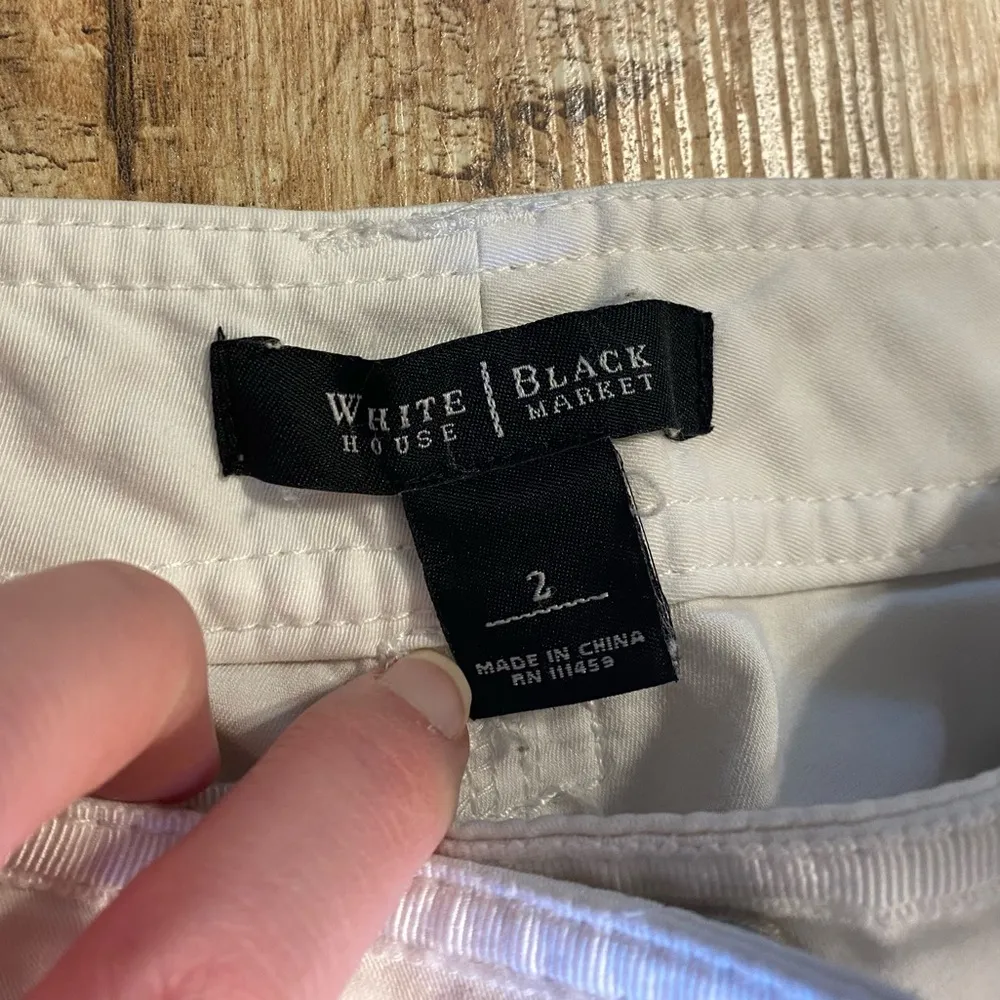 WHITE | BLACK
HOUSE MARKET
2
MADE IN CHINA
RN 111459